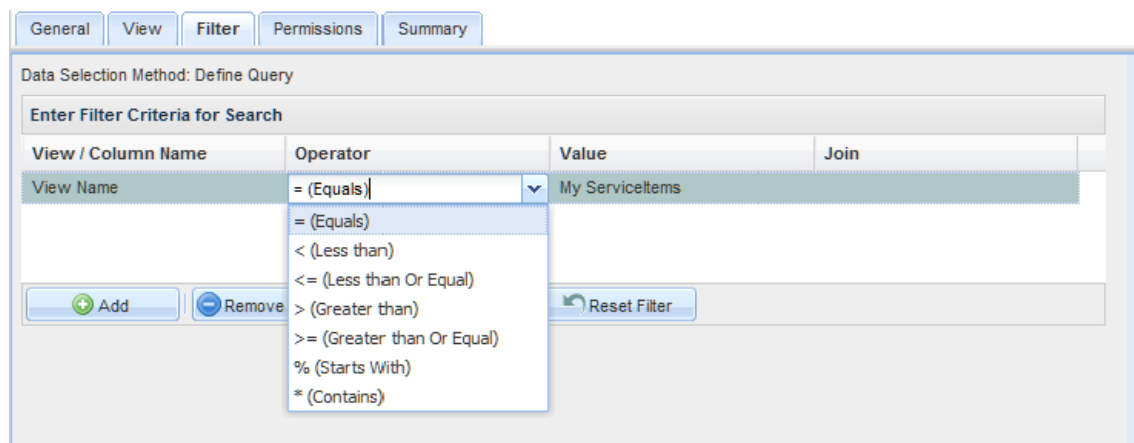 General View Filter Permissions Summary
Data Selection Method: Define Query
Enter Filter Criteria for Search
View / Column Name Operator Value Join
View Name = (Equals) My ServiceItems
= (Equals)
< (Less than)
<= (Less than Or Equal)
> (Greater than)
>= (Greater than Or Equal)
% (Starts With)
* (Contains)
Add Remove Reset Filter